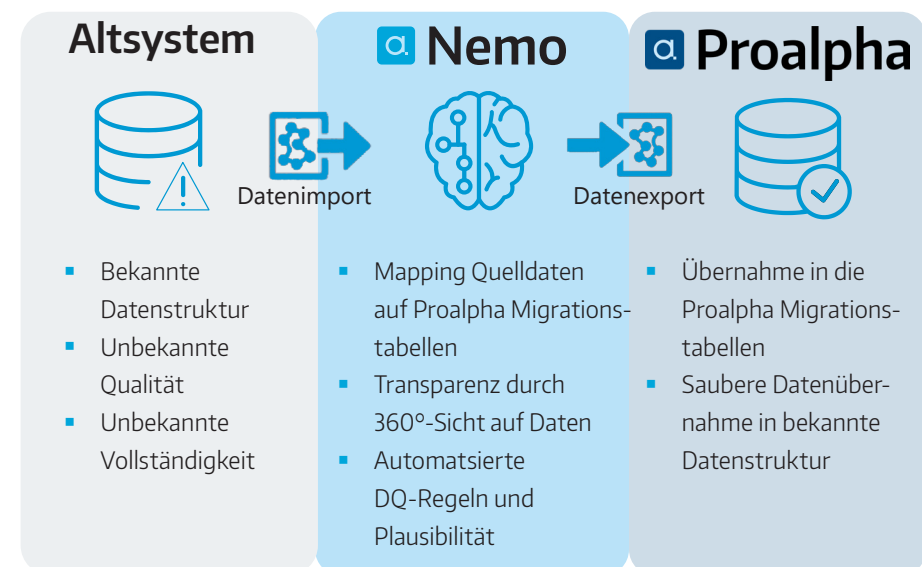 Altsystem
Datenimport
▪ Bekannte
Datenstruktur
▪ Unbekannte
Qualität
▪ Unbekannte
Vollständigkeit
α Nemo
Datenexport
▪ Mapping Quelldaten
auf Proalpha Migrations-
tabellen
▪ Transparenz durch
360°-Sicht auf Daten
▪ Automatsierte
DQ-Regeln und
Plausibilität
α Proalpha
▪ Übernahme in die
Proalpha Migrations-
tabellen
▪ Saubere Datenüber-
nahme in bekannte
Datenstruktur